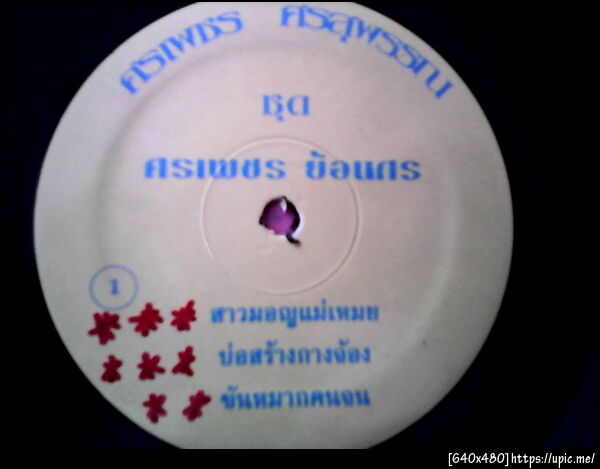 ศรเพชร ศรสุพรรณ
ชุด
ศรเพชร ย้อนศร
1
สาวมอญแม่เหมย
บ่อสร้างกางจ้อง
ขันหมากคนจน
[640x480]https://upic.me/